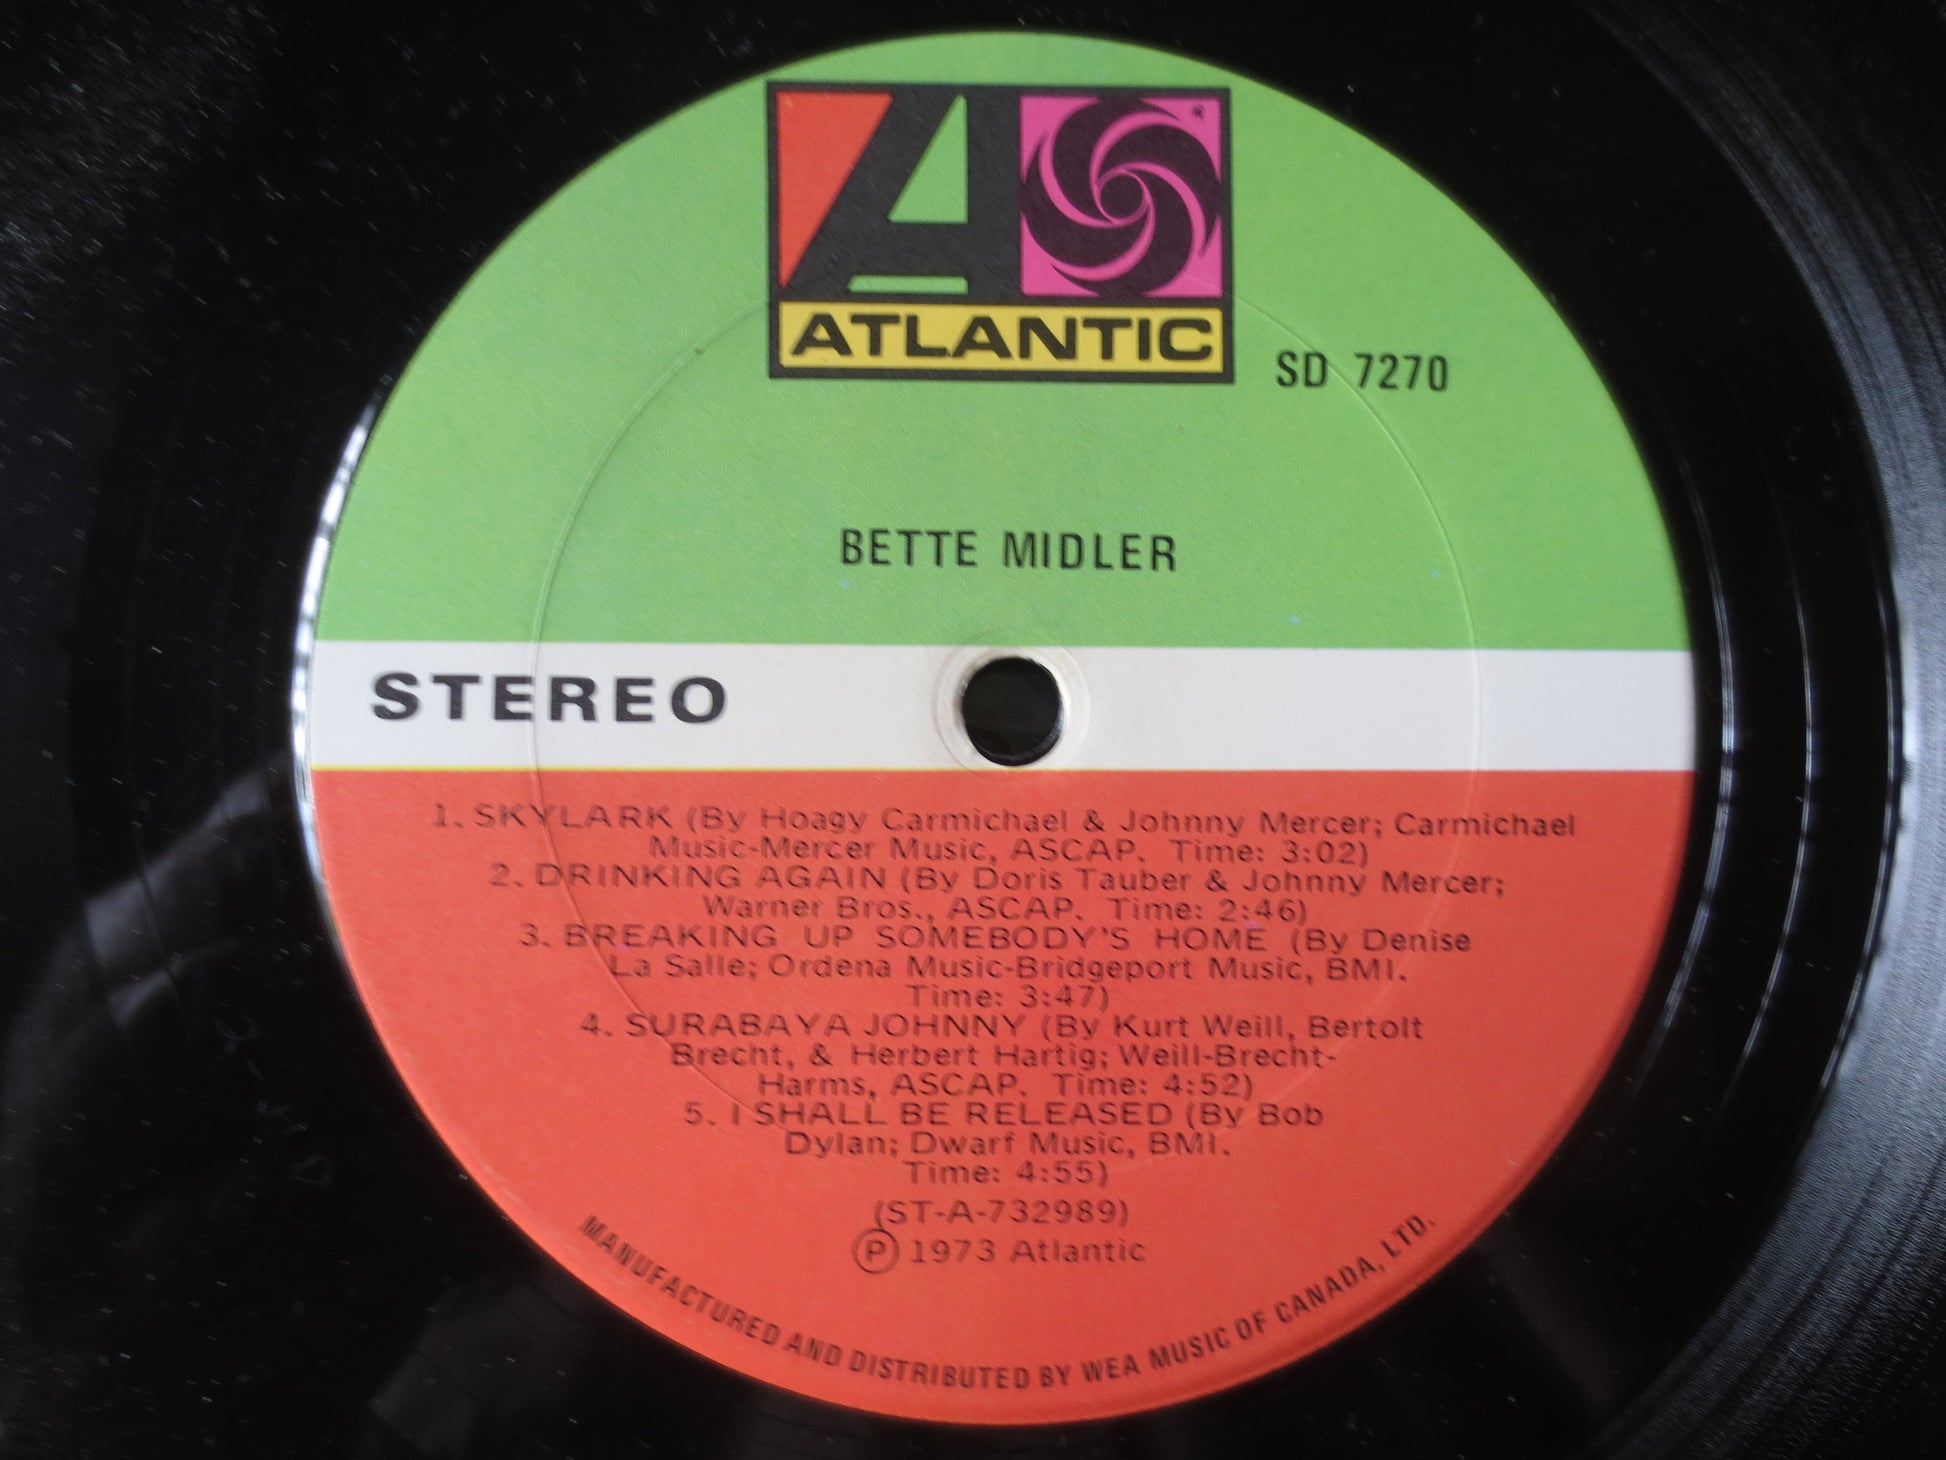 ATLANTIC
SD 7270
BETTE MIDLER
STEREO
1. SKYLARK (By Hoagy Carmichael & Johnny Mercer; Carmichael
Music-Mercer Music, ASCAP. Time: 3:02)
2. DRINKING AGAIN (By Doris Tauber & Johnny Mercer;
Warner Bros., ASCAP. Time: 2:46)
3. BREAKING UP SOMEBODY'S HOME (By Denise
La Salle; Ordena Music-Bridgeport Music, BMI.
Time: 3:47)
4. SURABAYA JOHNNY (By Kurt Weill, Bertolt
Brecht, & Herbert Hartig; Weill-Brecht-
Harms, ASCAP. Time: 4:52)
5. I SHALL BE RELEASED (By Bob
Dylan; Dwarf Music, BMI.
Time: 4:55)
(ST-A-732989)
Ⓟ 1973 Atlantic
MANUFACTURED AND DISTRIBUTED BY WEA MUSIC OF CANADA, LTD.